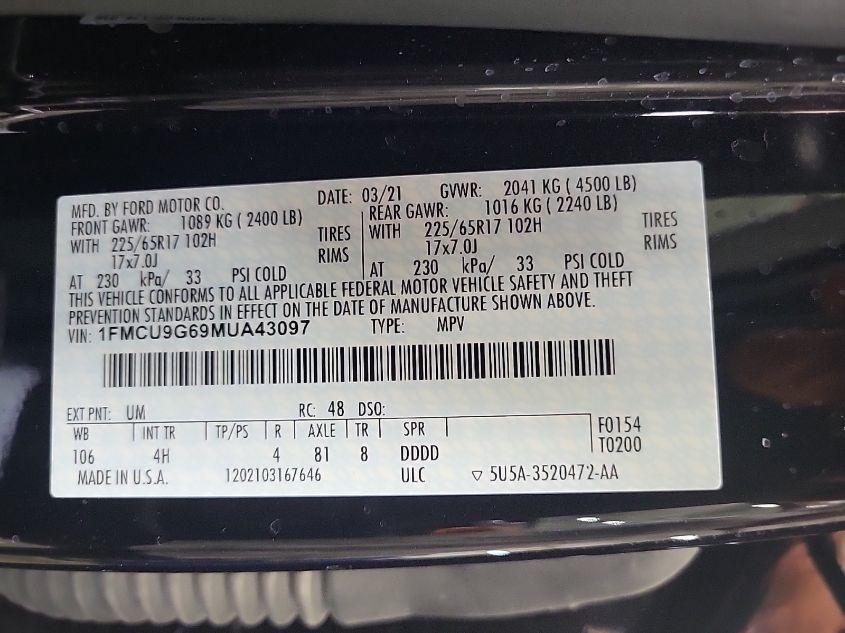 MFD. BY FORD MOTOR CO. DATE: 03/21 GVWR: 2041 KG ( 4500 LB)
FRONT GAWR: 1089 KG ( 2400 LB) REAR GAWR: 1016 KG ( 2240 LB)
WITH 225/65R17 102H TIRES WITH 225/65R17 102H TIRES
17x7.0J RIMS 17x7.0J RIMS
AT 230 kPa/ 33 PSI COLD AT 230 kPa/ 33 PSI COLD
THIS VEHICLE CONFORMS TO ALL APPLICABLE FEDERAL MOTOR VEHICLE SAFETY AND THEFT
PREVENTION STANDARDS IN EFFECT ON THE DATE OF MANUFACTURE SHOWN ABOVE.
VIN: 1FMCU9G69MUA43097 TYPE: MPV
EXT PNT: UM RC: 48 DSO:
WB INT TR TP/PS R AXLE TR SPR F0154
106 4H 4 81 8 DDDD T0200
MADE IN U.S.A. 1202103167646 ULC ▽ 5U5A-3520472-AA